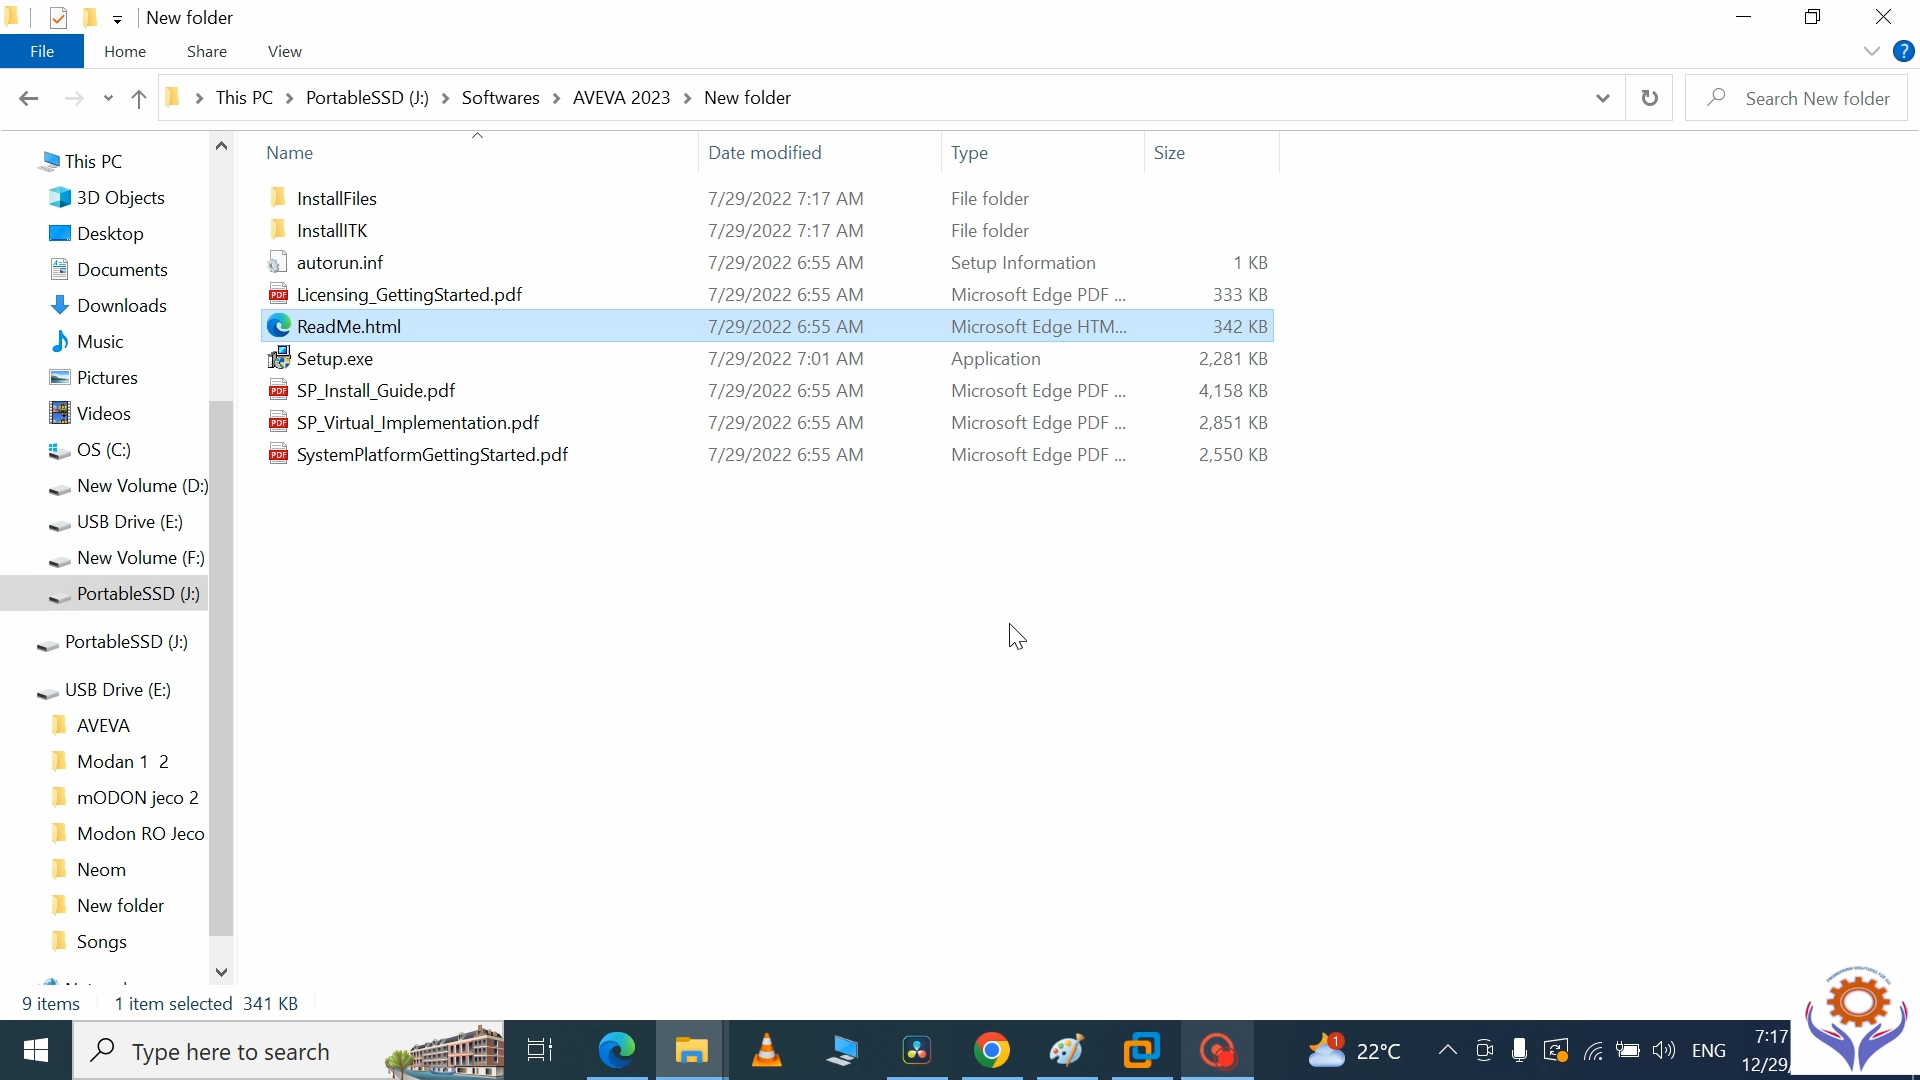 New folder
File Home Share View
This PC PortableSSD (J:) Softwares AVEVA 2023 New folder
Search New folder
Name Date modified Type Size
InstallFiles 7/29/2022 7:17 AM File folder
InstallITK 7/29/2022 7:17 AM File folder
autorun.inf 7/29/2022 6:55 AM Setup Information 1 KB
Licensing_GettingStarted.pdf 7/29/2022 6:55 AM Microsoft Edge PDF ... 333 KB
ReadMe.html 7/29/2022 6:55 AM Microsoft Edge HTM... 342 KB
Setup.exe 7/29/2022 7:01 AM Application 2,281 KB
SP_Install_Guide.pdf 7/29/2022 6:55 AM Microsoft Edge PDF ... 4,158 KB
SP_Virtual_Implementation.pdf 7/29/2022 6:55 AM Microsoft Edge PDF ... 2,851 KB
SystemPlatformGettingStarted.pdf 7/29/2022 6:55 AM Microsoft Edge PDF ... 2,550 KB
This PC
3D Objects
Desktop
Documents
Downloads
Music
Pictures
Videos
OS (C:)
New Volume (D:)
USB Drive (E:)
New Volume (F:)
PortableSSD (J:)
PortableSSD (J:)
USB Drive (E:)
AVEVA
Modan 1 2
mODON jeco 2
Modon RO Jeco
Neom
New folder
Songs
9 items 1 item selected 341 KB
Type here to search
1
22°C
ENG
7:17
12/29/